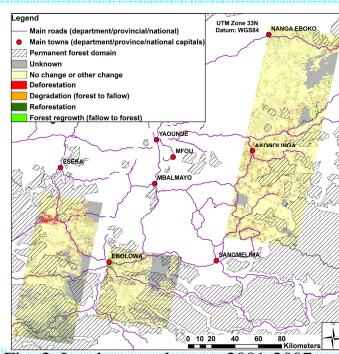 Legend
Main roads (department/provincial/national)
Main towns (department/province/national capitals)
Permanent forest domain
Unknown
No change or other change
Deforestation
Degradation (forest to fallow)
Reforestation
Forest regrowth (fallow to forest)
UTM Zone 33N
Datum: WGS84
NANGA EBOKO
YAOUNDE
MFOU
AKONOLINGA
ESEKA
MBALMAYO
EBOLOWA
SANGMELIMA
0 10 20 40 60 80
Kilometers